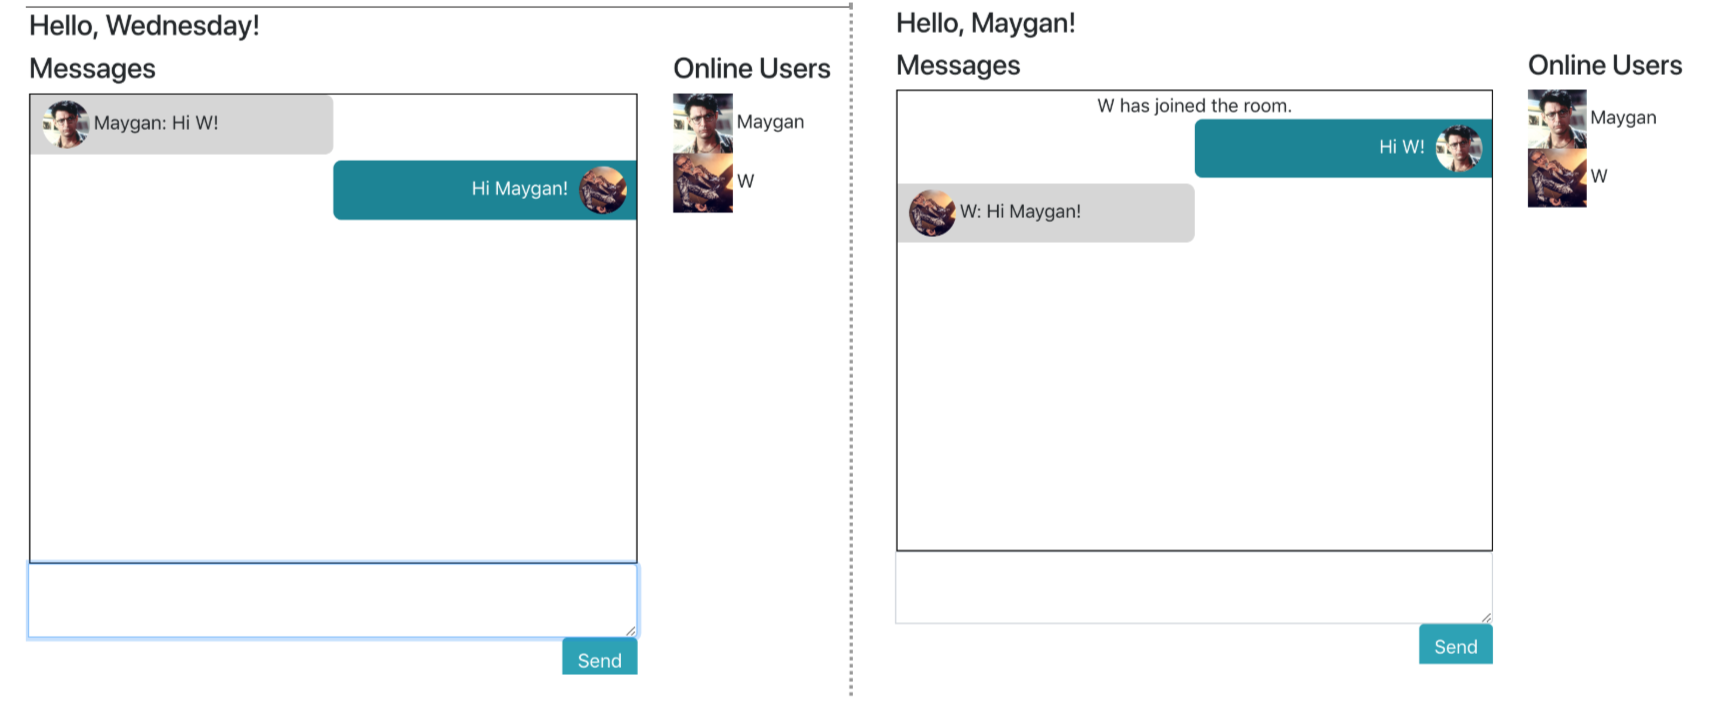 Hello, Wednesday!
Messages
Online Users
Maygan: Hi W!
Maygan
Hi Maygan!
W
Send
Hello, Maygan!
Messages
Online Users
W has joined the room.
Maygan
Hi W!
W
W: Hi Maygan!
Send